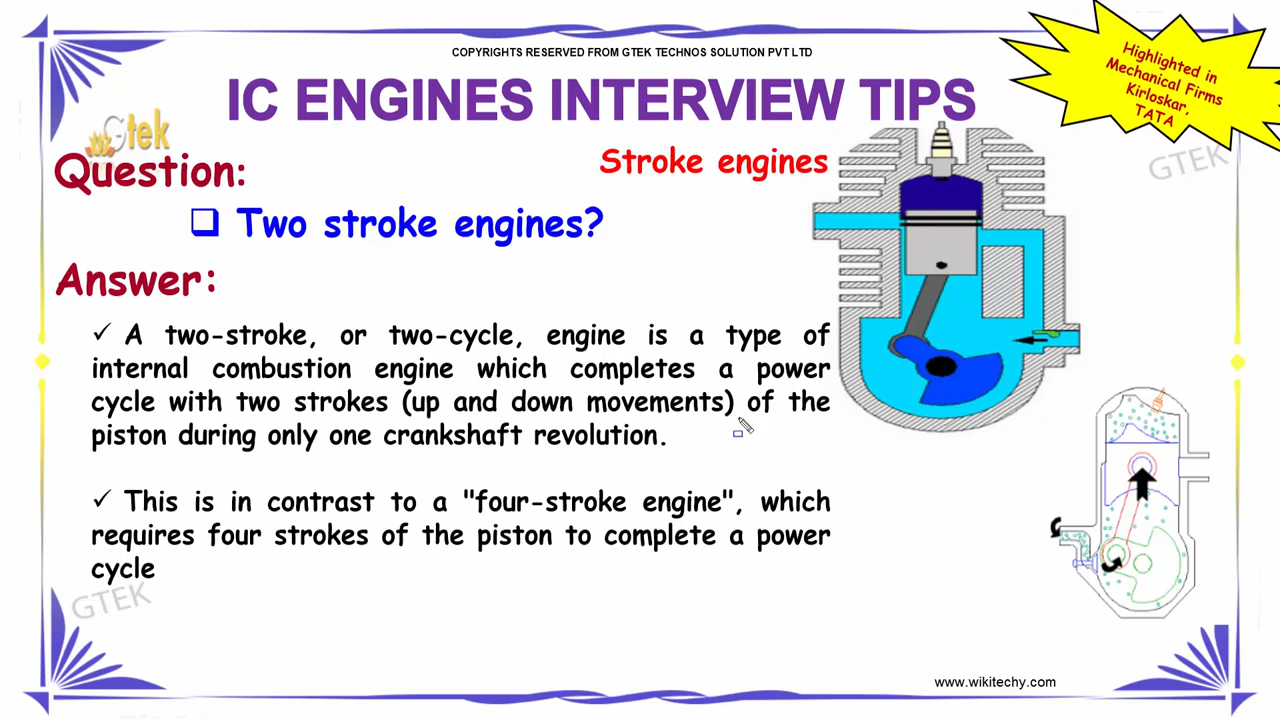 COPYRIGHTS RESERVED FROM GTEK TECHNOS SOLUTION PVT LTD
IC ENGINES INTERVIEW TIPS
Highlighted in
Mechanical Firms
Kirloskar,
TATA
Gtek
GTEK
Question:
Stroke engines
❑ Two stroke engines?
Answer:
✓ A two-stroke, or two-cycle, engine is a type of
internal combustion engine which completes a power
cycle with two strokes (up and down movements) of the
piston during only one crankshaft revolution.
✓ This is in contrast to a "four-stroke engine", which
requires four strokes of the piston to complete a power
cycle
GTEK
www.wikitechy.com